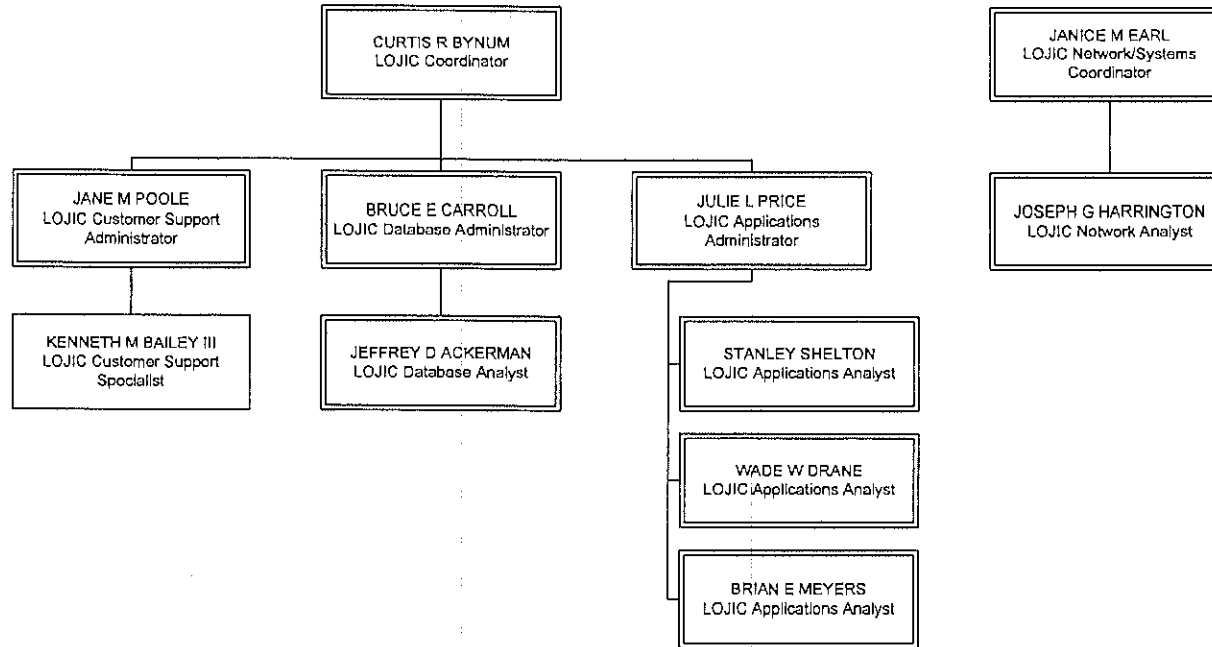 CURTIS R BYNUM
LOJIC Coordinator
JANICE M EARL
LOJIC Network/Systems
Coordinator
JANE M POOLE
LOJIC Customer Support
Administrator
BRUCE E CARROLL
LOJIC Database Administrator
JULIE L PRICE
LOJIC Applications
Administrator
JOSEPH G HARRINGTON
LOJIC Network Analyst
KENNETH M BAILEY III
LOJIC Customer Support
Specialist
JEFFREY D ACKERMAN
LOJIC Database Analyst
STANLEY SHELTON
LOJIC Applications Analyst
WADE W DRANE
LOJIC Applications Analyst
BRIAN E MEYERS
LOJIC Applications Analyst